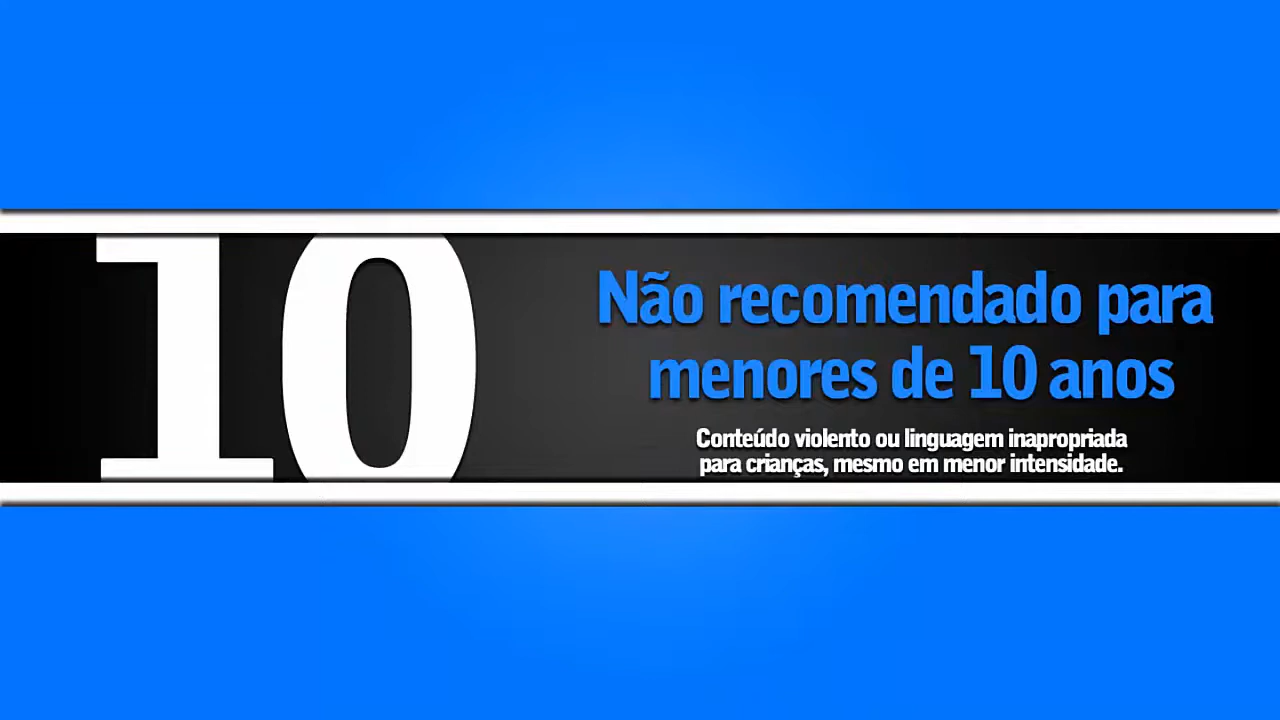 10
Não recomendado para
menores de 10 anos
Conteúdo violento ou linguagem inapropriada
para crianças, mesmo em menor intensidade.